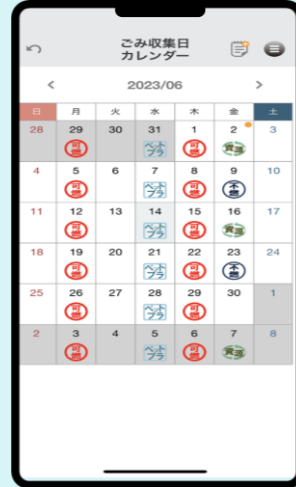 ごみ収集日
カレンダー
< 2023/06 >
日 月 火 水 木 金 土
28 29 30 31 1 2 3
可燃 ペットプラ 可燃 資源
4 5 6 7 8 9 10
可燃 ペットプラ 可燃 不燃
11 12 13 14 15 16 17
可燃 ペットプラ 可燃 資源
18 19 20 21 22 23 24
可燃 ペットプラ 可燃 不燃
25 26 27 28 29 30 1
可燃 ペットプラ 可燃
2 3 4 5 6 7 8
可燃 ペットプラ 可燃 資源